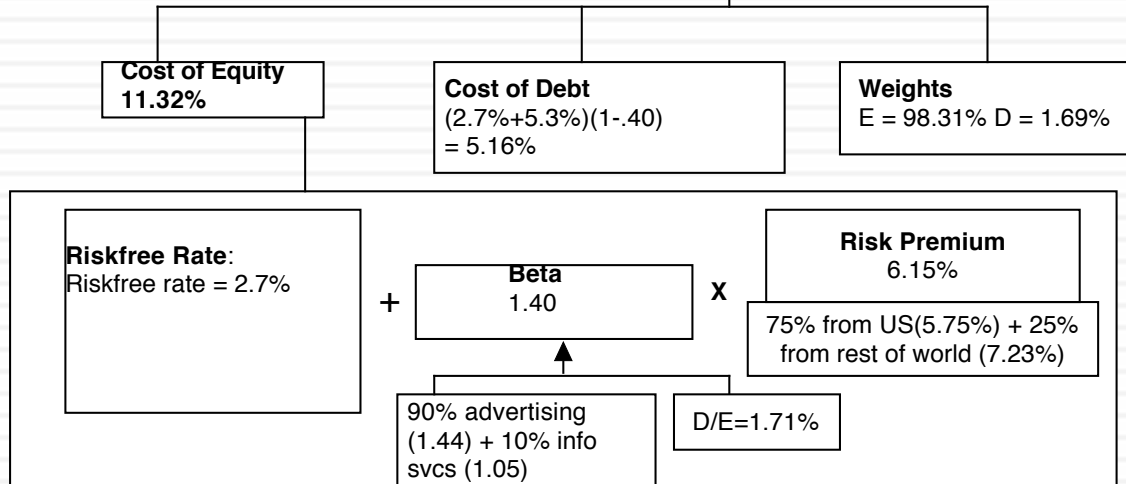 Cost of Equity
11.32%
Cost of Debt
(2.7%+5.3%)(1-.40)
= 5.16%
Weights
E = 98.31% D = 1.69%
Riskfree Rate:
Riskfree rate = 2.7%
+
Beta
1.40
X
Risk Premium
6.15%
75% from US(5.75%) + 25%
from rest of world (7.23%)
90% advertising
(1.44) + 10% info
svcs (1.05)
D/E=1.71%